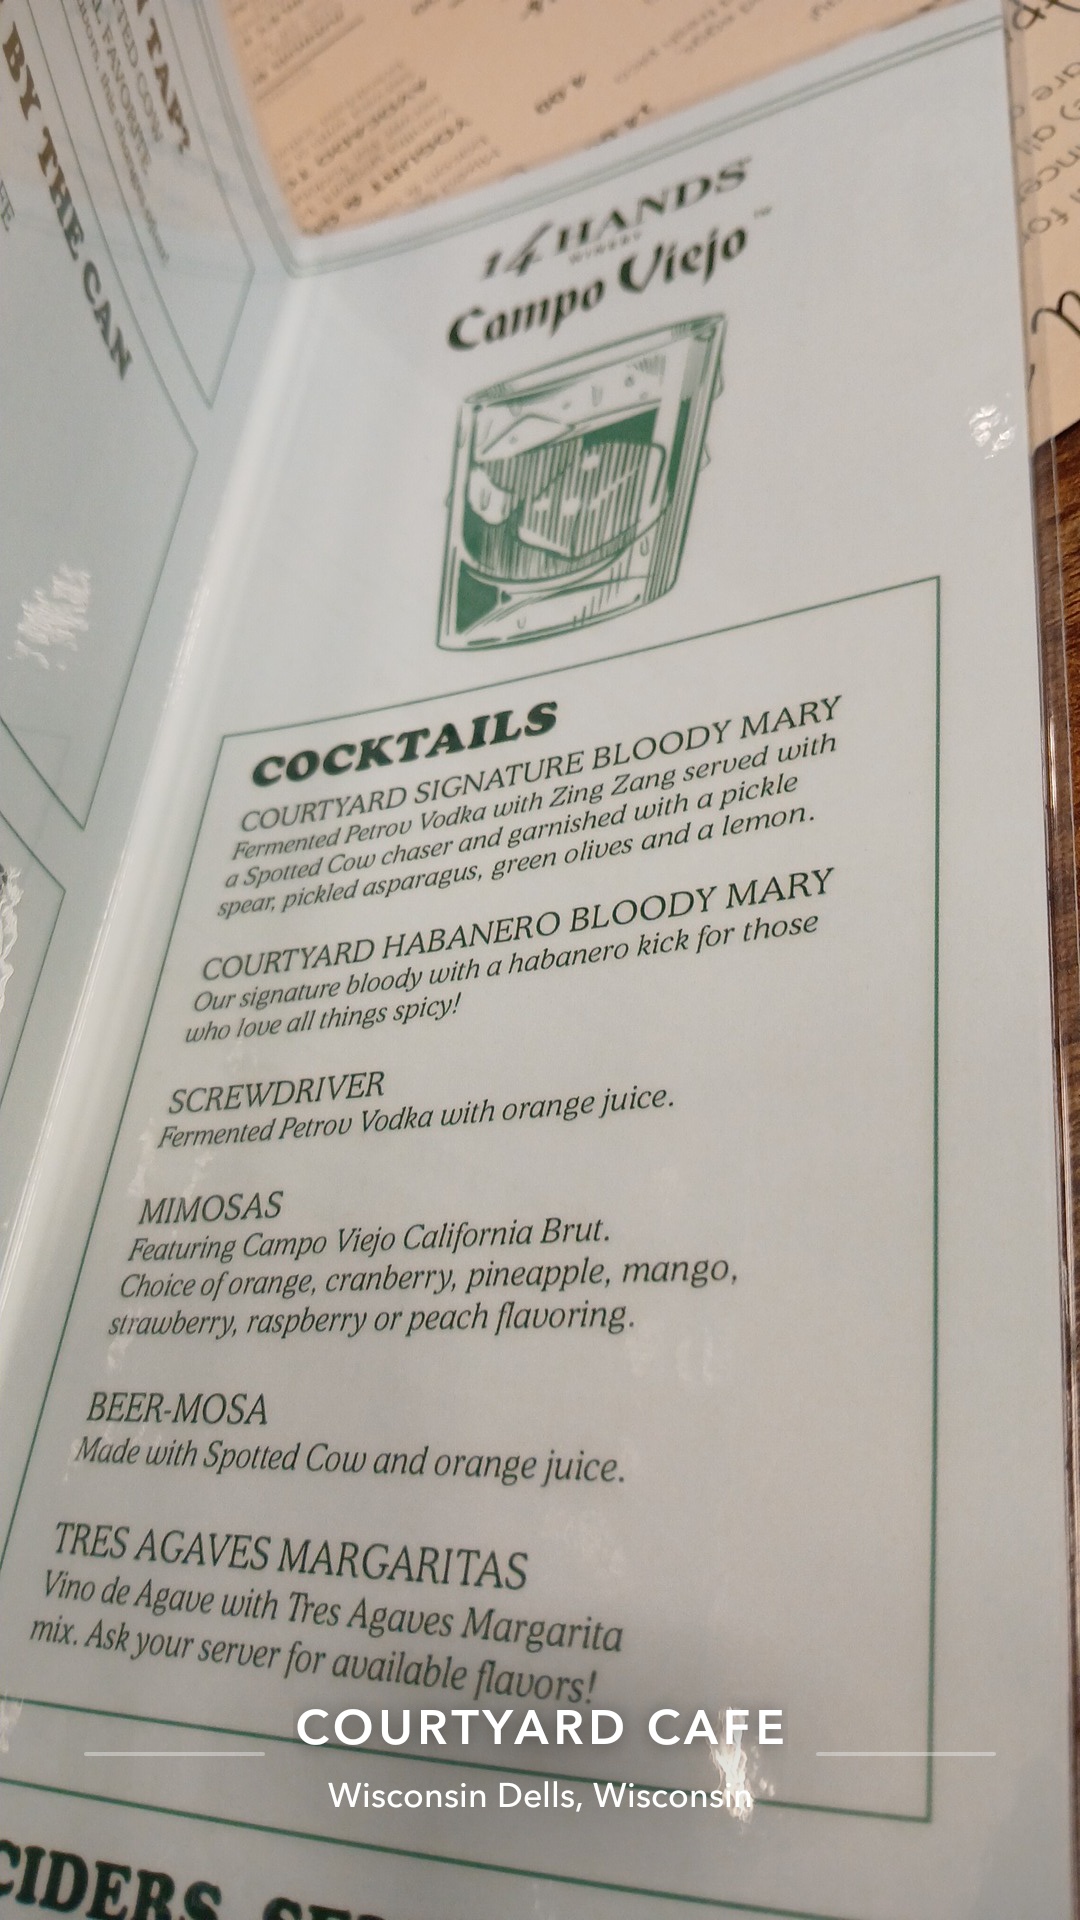 BY THE CAN
14 HANDS
WINERY
Campo Viejo™
COCKTAILS
COURTYARD SIGNATURE BLOODY MARY
Fermented Petrov Vodka with Zing Zang served with
a Spotted Cow chaser and garnished with a pickle
spear, pickled asparagus, green olives and a lemon.
COURTYARD HABANERO BLOODY MARY
Our signature bloody with a habanero kick for those
who love all things spicy!
SCREWDRIVER
Fermented Petrov Vodka with orange juice.
MIMOSAS
Featuring Campo Viejo California Brut.
Choice of orange, cranberry, pineapple, mango,
strawberry, raspberry or peach flavoring.
BEER-MOSA
Made with Spotted Cow and orange juice.
TRES AGAVES MARGARITAS
Vino de Agave with Tres Agaves Margarita
mix. Ask your server for available flavors!
COURTYARD CAFE
Wisconsin Dells, Wisconsin
CIDERS